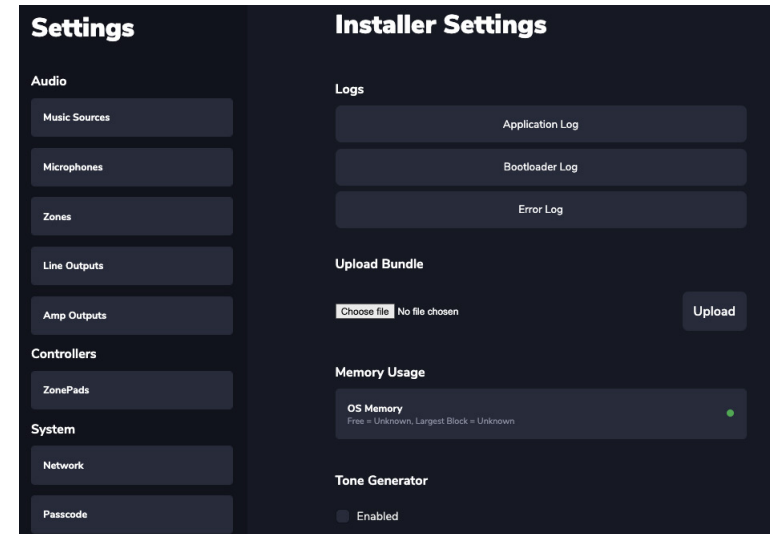 Settings
Audio
Music Sources
Microphones
Zones
Line Outputs
Amp Outputs
Controllers
ZonePads
System
Network
Passcode
Installer Settings
Logs
Application Log
Bootloader Log
Error Log
Upload Bundle
Choose file No file chosen
Upload
Memory Usage
OS Memory
Free = Unknown, Largest Block = Unknown
Tone Generator
Enabled